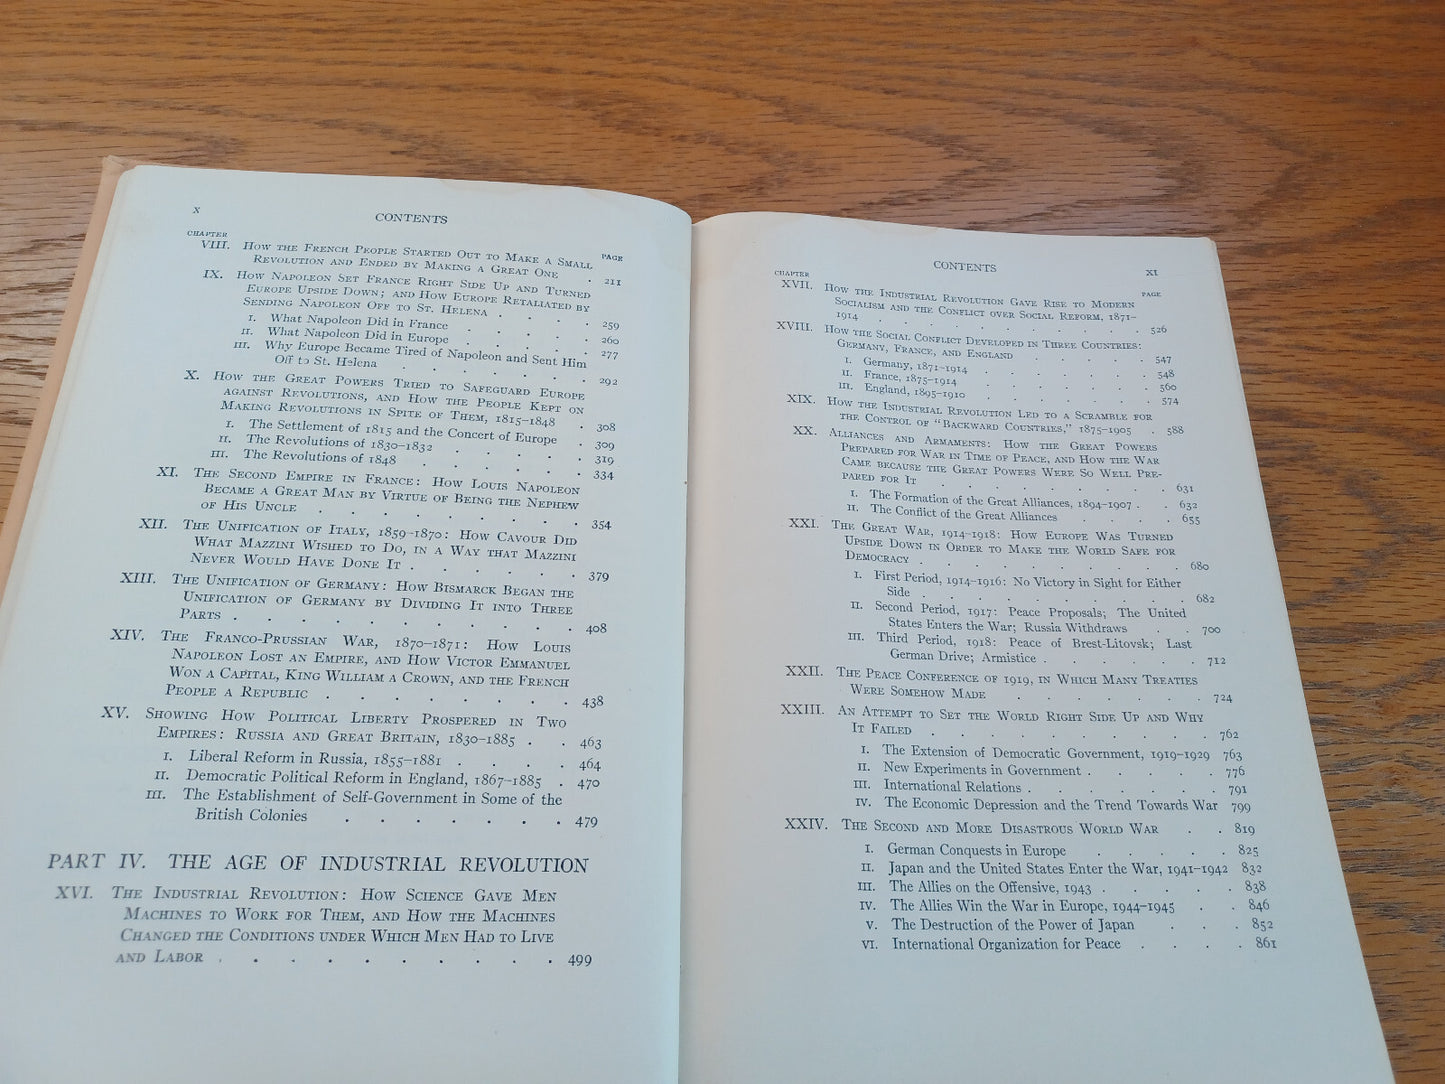 x
CONTENTS
CHAPTER
PAGE
VIII. How the French People Started Out to Make a Small
Revolution and Ended by Making a Great One . 211
IX. How Napoleon Set France Right Side Up and Turned
Europe Upside Down; and How Europe Retaliated by
Sending Napoleon Off to St. Helena . . . . 259
I. What Napoleon Did in France . . . . . 260
II. What Napoleon Did in Europe . . . . . 277
III. Why Europe Became Tired of Napoleon and Sent Him
Off to St. Helena . . . . . . 292
X. How the Great Powers Tried to Safeguard Europe
against Revolutions, and How the People Kept on
Making Revolutions in Spite of Them, 1815–1848 . 308
I. The Settlement of 1815 and the Concert of Europe . 309
II. The Revolutions of 1830–1832 . . . . 319
III. The Revolutions of 1848 . . . . . 334
XI. The Second Empire in France: How Louis Napoleon
Became a Great Man by Virtue of Being the Nephew
of His Uncle . . . . . . . . 354
XII. The Unification of Italy, 1859–1870: How Cavour Did
What Mazzini Wished to Do, in a Way that Mazzini
Never Would Have Done It . . . . . 379
XIII. The Unification of Germany: How Bismarck Began the
Unification of Germany by Dividing It into Three
Parts . . . . . . . . . . 408
XIV. The Franco-Prussian War, 1870–1871: How Louis
Napoleon Lost an Empire, and How Victor Emmanuel
Won a Capital, King William a Crown, and the French
People a Republic . . . . . . . 438
XV. Showing How Political Liberty Prospered in Two
Empires: Russia and Great Britain, 1830–1885 . . 463
I. Liberal Reform in Russia, 1855–1881 . . . . 464
II. Democratic Political Reform in England, 1867–1885 . 470
III. The Establishment of Self-Government in Some of the
British Colonies . . . . . . . 479
PART IV. THE AGE OF INDUSTRIAL REVOLUTION
XVI. The Industrial Revolution: How Science Gave Men
Machines to Work for Them, and How the Machines
Changed the Conditions under Which Men Had to Live
and Labor . . . . . . . . . 499
CONTENTS
XI
CHAPTER
PAGE
XVII. How the Industrial Revolution Gave Rise to Modern
Socialism and the Conflict over Social Reform, 1871–
1914 . . . . . . . . . . 526
XVIII. How the Social Conflict Developed in Three Countries:
Germany, France, and England . . . . 547
I. Germany, 1871–1914 . . . . . . 548
II. France, 1875–1914 . . . . . . 560
III. England, 1895–1910 . . . . . . 574
XIX. How the Industrial Revolution Led to a Scramble for
the Control of "Backward Countries," 1875–1905 . 588
XX. Alliances and Armaments: How the Great Powers
Prepared for War in Time of Peace, and How the War
Came because the Great Powers Were So Well Pre-
pared for It . . . . . . . . 631
I. The Formation of the Great Alliances, 1894–1907 . . 632
II. The Conflict of the Great Alliances . . . . 655
XXI. The Great War, 1914–1918: How Europe Was Turned
Upside Down in Order to Make the World Safe for
Democracy . . . . . . . . . 680
I. First Period, 1914–1916: No Victory in Sight for Either
Side . . . . . . . . . 682
II. Second Period, 1917: Peace Proposals; The United
States Enters the War; Russia Withdraws . . 700
III. Third Period, 1918: Peace of Brest-Litovsk; Last
German Drive; Armistice . . . . . 712
XXII. The Peace Conference of 1919, in Which Many Treaties
Were Somehow Made . . . . . . 724
XXIII. An Attempt to Set the World Right Side Up and Why
It Failed . . . . . . . . 762
I. The Extension of Democratic Government, 1919–1929 763
II. New Experiments in Government . . . . 776
III. International Relations . . . . . . 791
IV. The Economic Depression and the Trend Towards War 799
XXIV. The Second and More Disastrous World War . . 819
I. German Conquests in Europe . . . . 825
II. Japan and the United States Enter the War, 1941–1942 832
III. The Allies on the Offensive, 1943 . . . . 838
IV. The Allies Win the War in Europe, 1944–1945 . . 846
V. The Destruction of the Power of Japan . . . 852
VI. International Organization for Peace . . . . 861